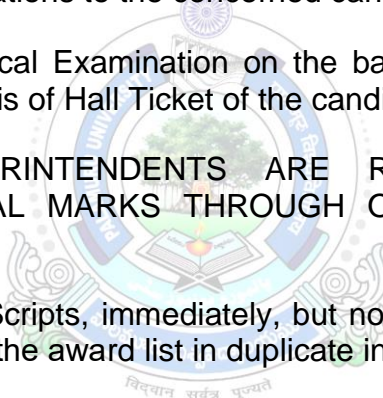 ations to the concerned can
ical Examination on the ba
is of Hall Ticket of the candi
RINTENDENTS ARE R
AL MARKS THROUGH O
Scripts, immediately, but no
the award list in duplicate in
विद्वान सर्वत्र पूज्यते